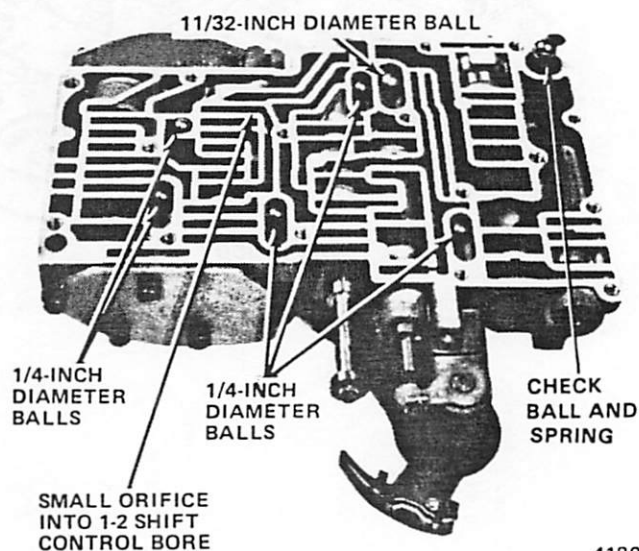 11/32-INCH DIAMETER BALL
1/4-INCH
DIAMETER
BALLS
1/4-INCH
DIAMETER
BALLS
CHECK
BALL AND
SPRING
SMALL ORIFICE
INTO 1-2 SHIFT
CONTROL BORE